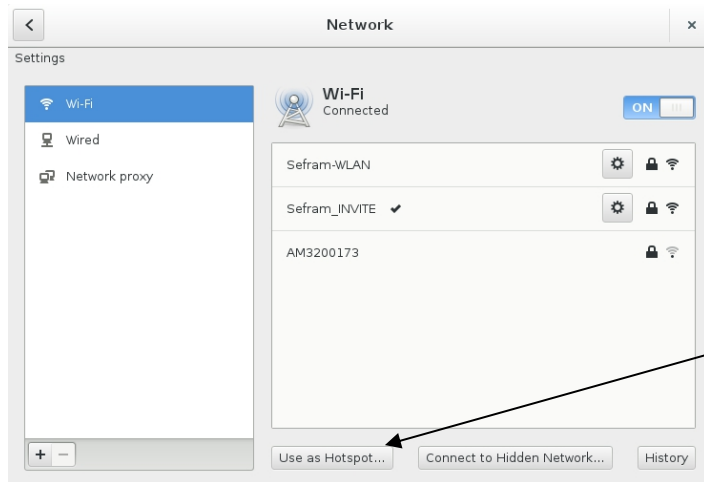 Network
Settings
Wi-Fi
Wired
Network proxy
Wi-Fi
Connected
ON
Sefram-WLAN
Sefram_INVITE
AM3200173
Use as Hotspot...
Connect to Hidden Network...
History